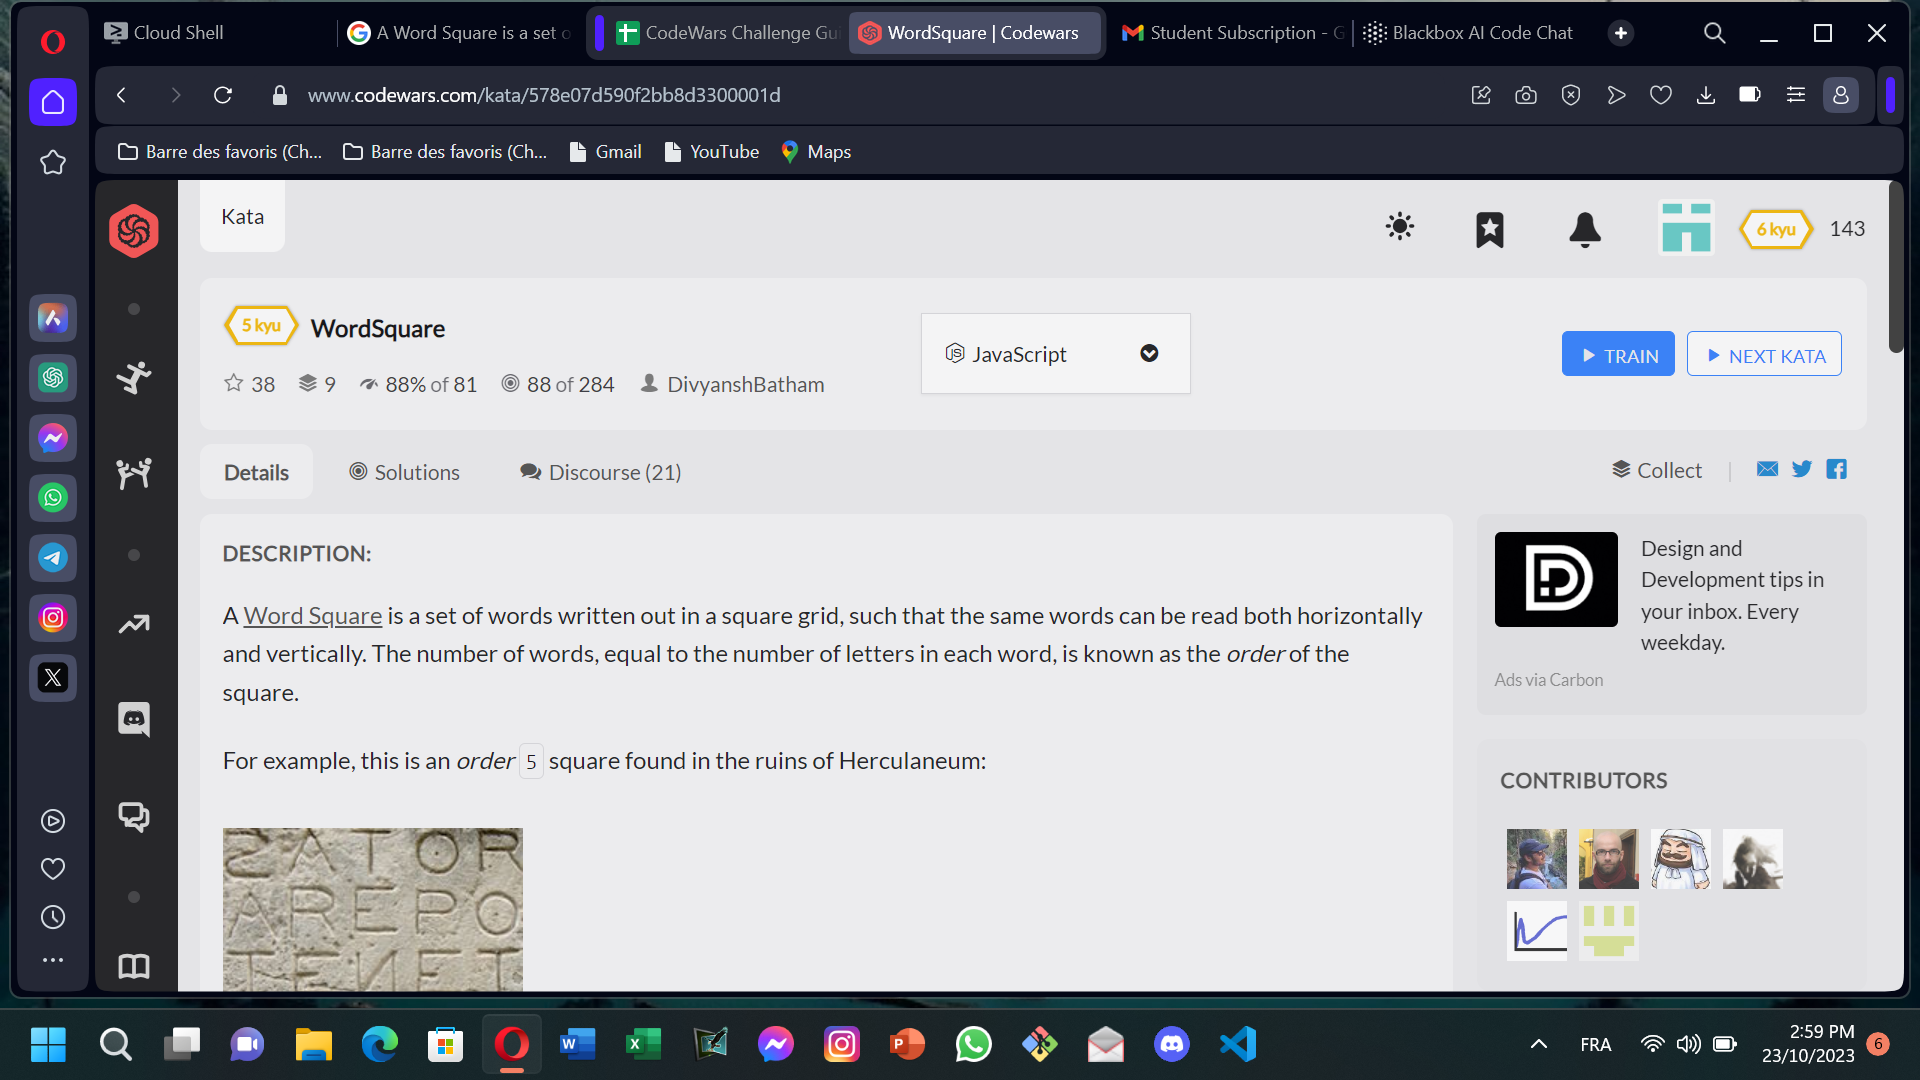 Cloud Shell
A Word Square is a set o
CodeWars Challenge Gui
WordSquare | Codewars
Student Subscription - G
Blackbox AI Code Chat
www.codewars.com/kata/578e07d590f2bb8d3300001d
Barre des favoris (Ch...
Barre des favoris (Ch...
Gmail
YouTube
Maps
Kata
6 kyu
143
5 kyu
WordSquare
JavaScript
TRAIN
NEXT KATA
38
9
88% of 81
88 of 284
DivyanshBatham
Details
Solutions
Discourse (21)
Collect
DESCRIPTION:
A Word Square is a set of words written out in a square grid, such that the same words can be read both horizontally
and vertically. The number of words, equal to the number of letters in each word, is known as the order of the
square.
For example, this is an order 5 square found in the ruins of Herculaneum:
SATOR
AREPO
TENET
Design and
Development tips in
your inbox. Every
weekday.
Ads via Carbon
CONTRIBUTORS
FRA
2:59 PM
23/10/2023
6